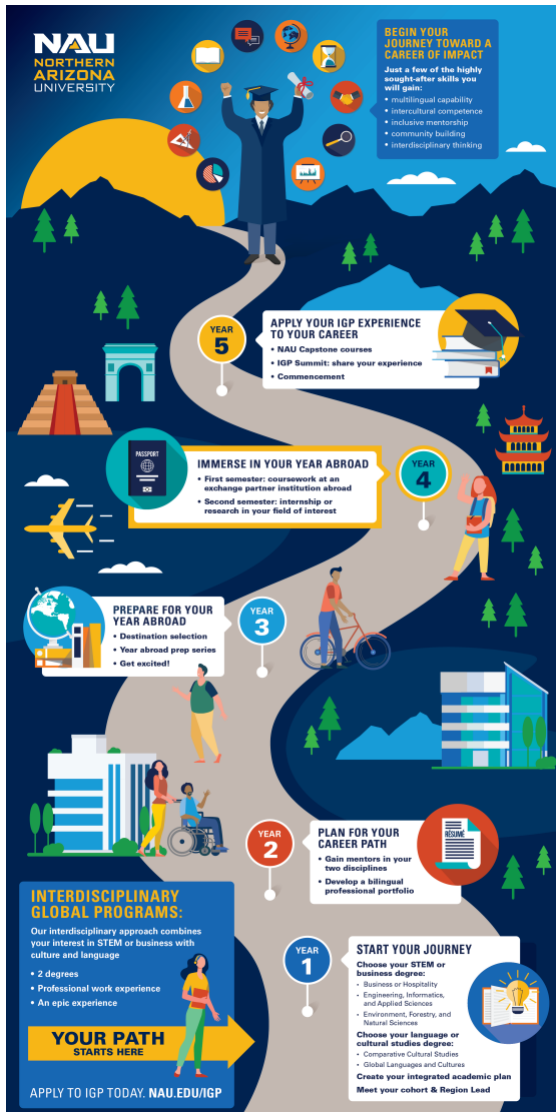 NAU
NORTHERN
ARIZONA
UNIVERSITY
BEGIN YOUR
JOURNEY TOWARD A
CAREER OF IMPACT
Just a few of the highly
sought-after skills you
will gain:
• multilingual capability
• intercultural competence
• inclusive mentorship
• community building
• interdisciplinary thinking
YEAR
5
APPLY YOUR IGP EXPERIENCE
TO YOUR CAREER
• NAU Capstone courses
• IGP Summit: share your experience
• Commencement
PASSPORT
IMMERSE IN YOUR YEAR ABROAD
• First semester: coursework at an
exchange partner institution abroad
• Second semester: internship or
research in your field of interest
YEAR
4
PREPARE FOR YOUR
YEAR ABROAD
• Destination selection
• Year abroad prep series
• Get excited!
YEAR
3
YEAR
2
PLAN FOR YOUR
CAREER PATH
• Gain mentors in your
two disciplines
• Develop a bilingual
professional portfolio
RÉSUMÉ
INTERDISCIPLINARY
GLOBAL PROGRAMS:
Our interdisciplinary approach combines
your interest in STEM or business with
culture and language
• 2 degrees
• Professional work experience
• An epic experience
YOUR PATH
STARTS HERE
APPLY TO IGP TODAY. NAU.EDU/IGP
YEAR
1
START YOUR JOURNEY
Choose your STEM or
business degree:
• Business or Hospitality
• Engineering, Informatics,
and Applied Sciences
• Environment, Forestry, and
Natural Sciences
Choose your language or
cultural studies degree:
• Comparative Cultural Studies
• Global Languages and Cultures
Create your integrated academic plan
Meet your cohort & Region Lead